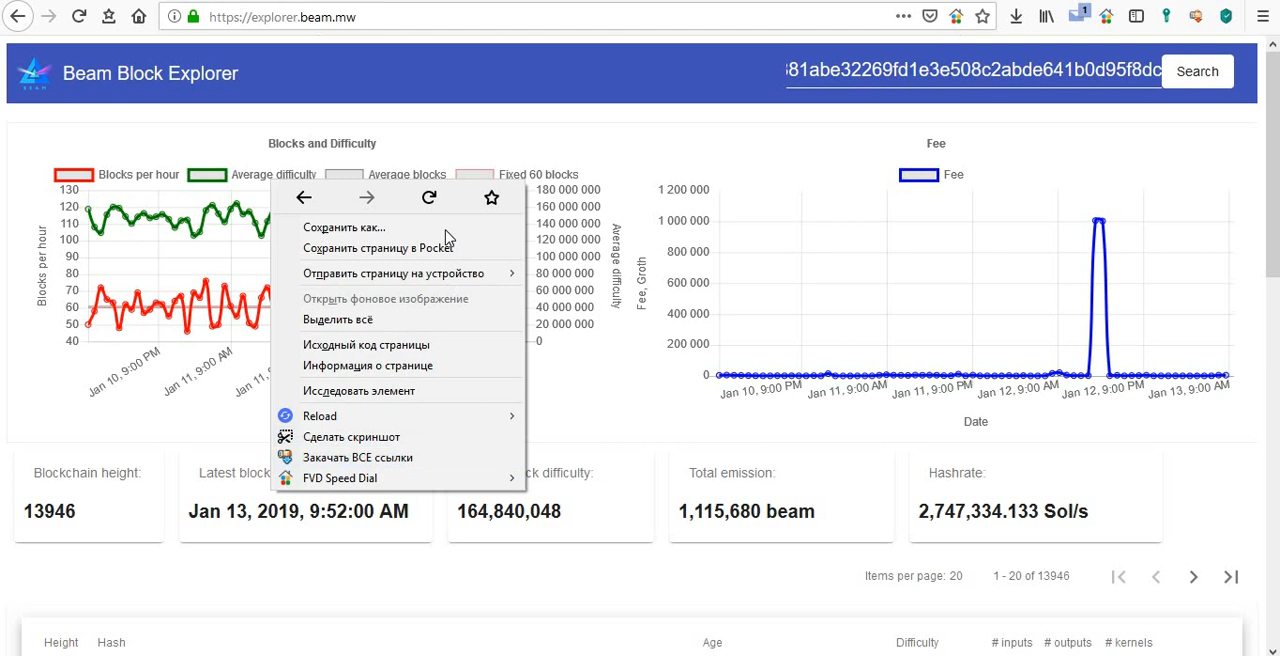 https://explorer.beam.mw
1
Beam Block Explorer
381abe32269fd1e3e508c2abde641b0d95f8dc
Search
Blocks and Difficulty
Blocks per hour
Average difficulty
Average blocks
Fixed 60 blocks
Blocks per hour
130
120
110
100
90
80
70
60
50
40
180 000 000
160 000 000
140 000 000
120 000 000
100 000 000
80 000 000
60 000 000
40 000 000
20 000 000
0
Average difficulty
Jan 10, 9:00 PM
Jan 11, 9:00 AM
Jan 11, 9:
Fee
Fee
Fee, Groth
1 200 000
1 000 000
800 000
600 000
400 000
200 000
0
Jan 10, 9:00 PM
Jan 11, 9:00 AM
Jan 11, 9:00 PM
Jan 12, 9:00 AM
Jan 12, 9:00 PM
Jan 13, 9:00 AM
Date
Сохранить как...
Сохранить страницу в Pocket
Отправить страницу на устройство
Открыть фоновое изображение
Выделить всё
Исходный код страницы
Информация о странице
Исследовать элемент
Reload
Сделать скриншот
Закачать ВСЕ ссылки
FVD Speed Dial
Blockchain height:
13946
Latest block
Jan 13, 2019, 9:52:00 AM
ck difficulty:
164,840,048
Total emission:
1,115,680 beam
Hashrate:
2,747,334.133 Sol/s
Items per page: 20
1 - 20 of 13946
Height
Hash
Age
Difficulty
# inputs
# outputs
# kernels